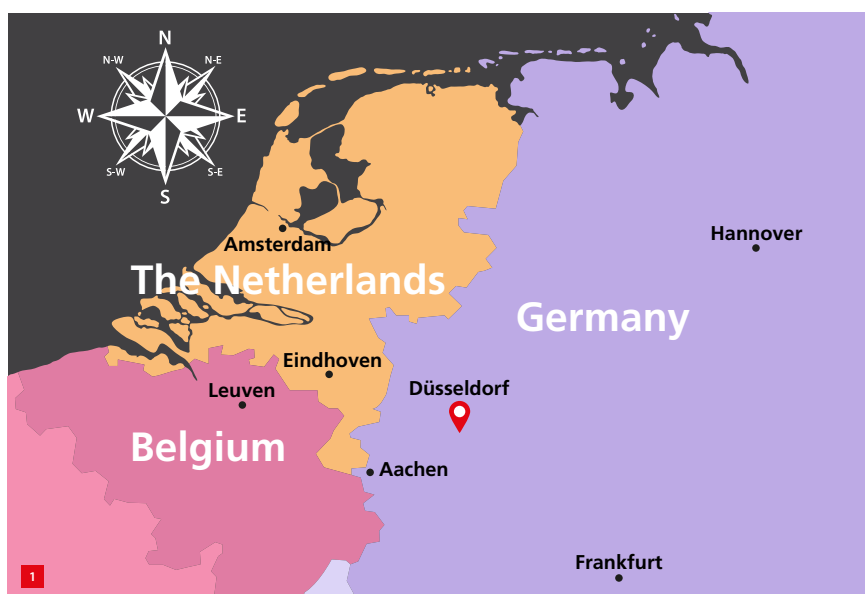 N
N-W
N-E
W
E
S-W
S-E
S
Amsterdam
Hannover
The Netherlands
Germany
Eindhoven
Düsseldorf
Leuven
Belgium
Aachen
Frankfurt
1